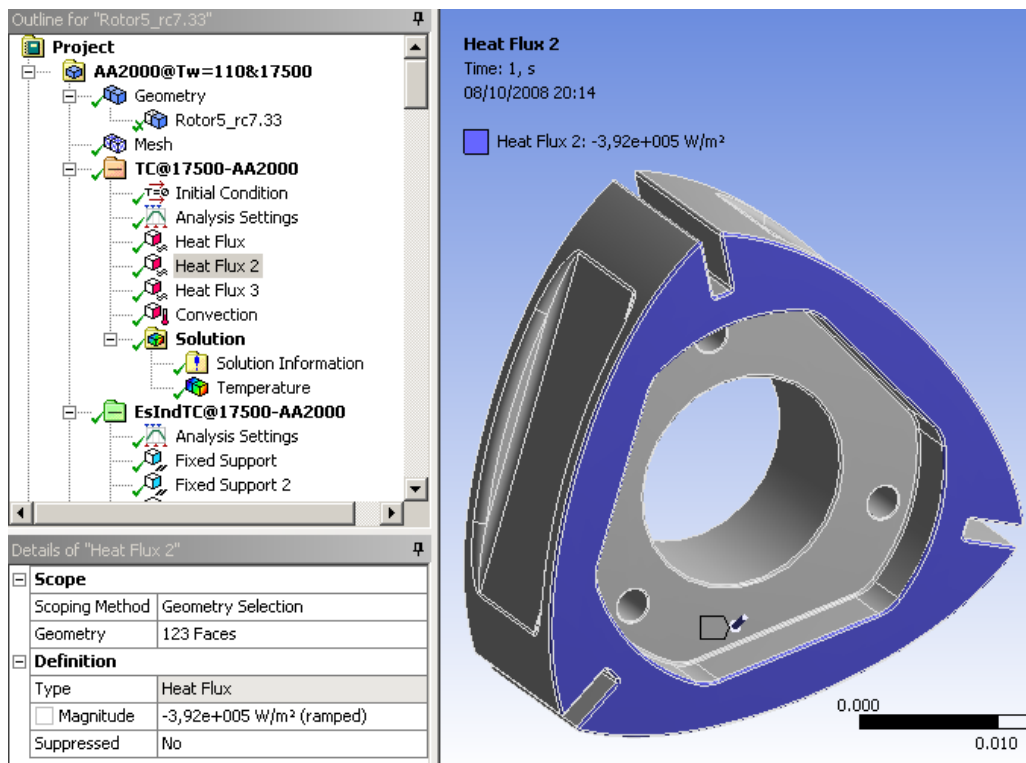 Outline for "Rotor5_rc7.33"
Project
AA2000@Tw=110&17500
Geometry
Rotor5_rc7.33
Mesh
TC@17500-AA2000
Initial Condition
Analysis Settings
Heat Flux
Heat Flux 2
Heat Flux 3
Convection
Solution
Solution Information
Temperature
EsIndTC@17500-AA2000
Analysis Settings
Fixed Support
Fixed Support 2
Details of "Heat Flux 2"
Scope
Scoping Method Geometry Selection
Geometry 123 Faces
Definition
Type Heat Flux
Magnitude -3,92e+005 W/m² (ramped)
Suppressed No
Heat Flux 2
Time: 1, s
08/10/2008 20:14
Heat Flux 2: -3,92e+005 W/m²
0.000
0.010